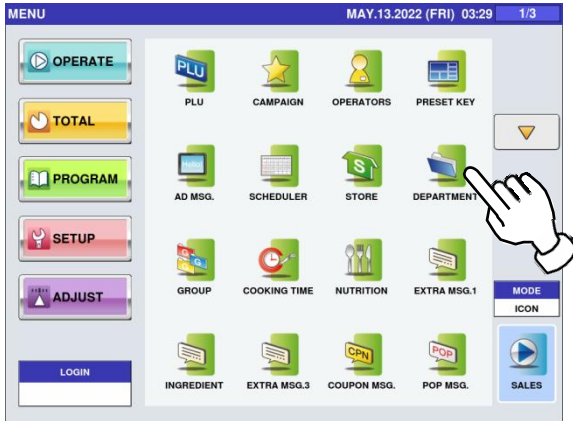 MENU
MAY.13.2022 (FRI) 03:29
1/3
OPERATE
TOTAL
PROGRAM
SETUP
ADJUST
LOGIN
PLU
PLU
CAMPAIGN
OPERATORS
PRESET KEY
Hello!
AD MSG.
SCHEDULER
S
STORE
DEPARTMENT
G
G
GROUP
COOKING TIME
NUTRITION
EXTRA MSG.1
INGREDIENT
EXTRA MSG.3
CPN
COUPON MSG.
POP
POP MSG.
MODE
ICON
SALES